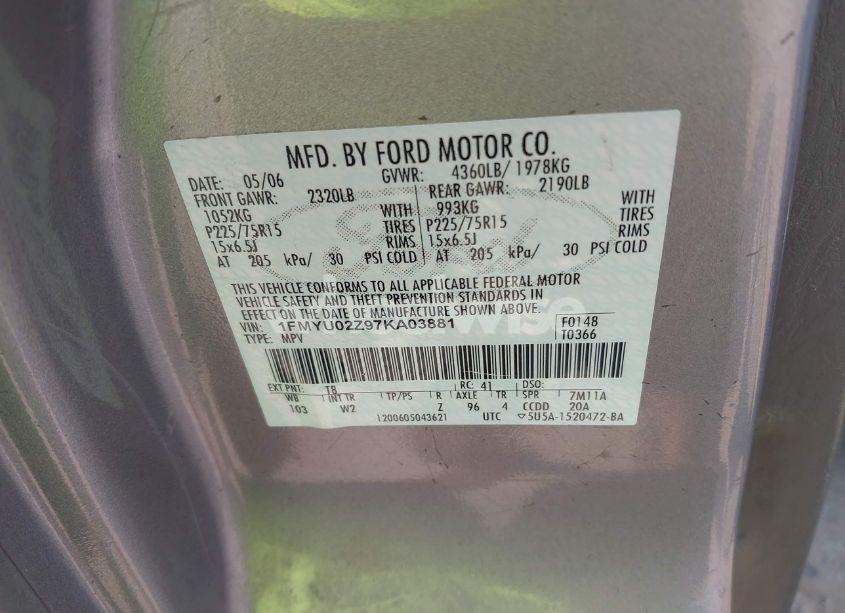 MFD. BY FORD MOTOR CO.
DATE: 05/06 GVWR: 4360LB/ 1978KG
FRONT GAWR: 2320LB REAR GAWR: 2190LB
1052KG WITH 993KG WITH
P225/75R15 TIRES P225/75R15 TIRES
15x6.5J RIMS 15x6.5J RIMS
AT 205 kPa/ 30 PSI COLD AT 205 kPa/ 30 PSI COLD
THIS VEHICLE CONFORMS TO ALL APPLICABLE FEDERAL MOTOR
VEHICLE SAFETY AND THEFT PREVENTION STANDARDS IN
EFFECT ON THE DATE OF MANUFACTURE SHOWN ABOVE.
VIN: 1FMYU02Z97KA03881 F0148
TYPE: MPV T0366
EXT PNT: T8 RC: 41 DSO:
WB INT TR TP/PS R AXLE TR SPR 7M11A
103 W2 Z 96 4 CCDD 20A
1200605043621 UTC ▽5U5A-1520472-BA